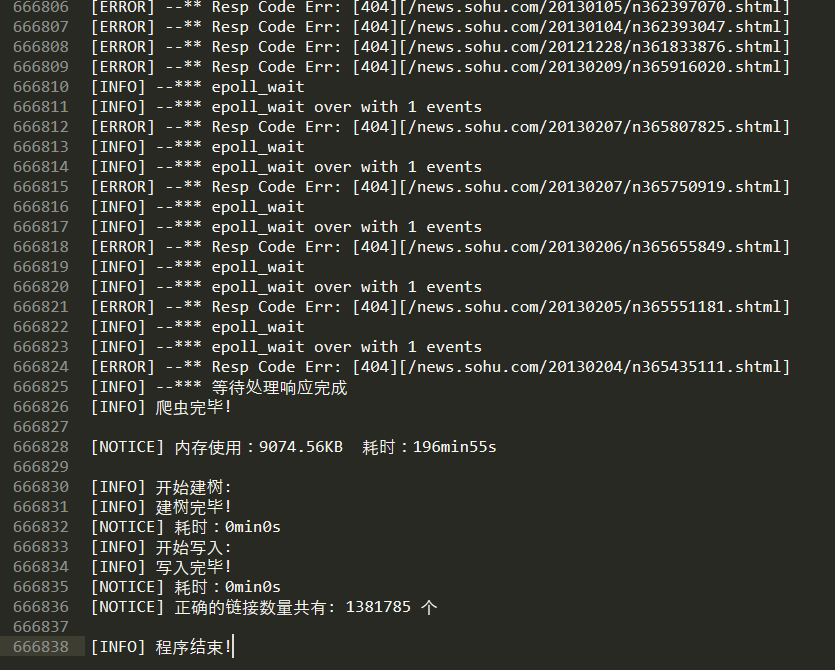 666806 [ERROR] --** Resp Code Err: [404][/news.sohu.com/20130105/n362397070.shtml]
666807 [ERROR] --** Resp Code Err: [404][/news.sohu.com/20130104/n362393047.shtml]
666808 [ERROR] --** Resp Code Err: [404][/news.sohu.com/20121228/n361833876.shtml]
666809 [ERROR] --** Resp Code Err: [404][/news.sohu.com/20130209/n365916020.shtml]
666810 [INFO] --*** epoll_wait
666811 [INFO] --*** epoll_wait over with 1 events
666812 [ERROR] --** Resp Code Err: [404][/news.sohu.com/20130207/n365807825.shtml]
666813 [INFO] --*** epoll_wait
666814 [INFO] --*** epoll_wait over with 1 events
666815 [ERROR] --** Resp Code Err: [404][/news.sohu.com/20130207/n365750919.shtml]
666816 [INFO] --*** epoll_wait
666817 [INFO] --*** epoll_wait over with 1 events
666818 [ERROR] --** Resp Code Err: [404][/news.sohu.com/20130206/n365655849.shtml]
666819 [INFO] --*** epoll_wait
666820 [INFO] --*** epoll_wait over with 1 events
666821 [ERROR] --** Resp Code Err: [404][/news.sohu.com/20130205/n365551181.shtml]
666822 [INFO] --*** epoll_wait
666823 [INFO] --*** epoll_wait over with 1 events
666824 [ERROR] --** Resp Code Err: [404][/news.sohu.com/20130204/n365435111.shtml]
666825 [INFO] --*** 等待处理响应完成
666826 [INFO] 爬虫完毕!
666827
666828 [NOTICE] 内存使用：9074.56KB  耗时：196min55s
666829
666830 [INFO] 开始建树:
666831 [INFO] 建树完毕!
666832 [NOTICE] 耗时：0min0s
666833 [INFO] 开始写入:
666834 [INFO] 写入完毕!
666835 [NOTICE] 耗时：0min0s
666836 [NOTICE] 正确的链接数量共有: 1381785 个
666837
666838 [INFO] 程序结束!